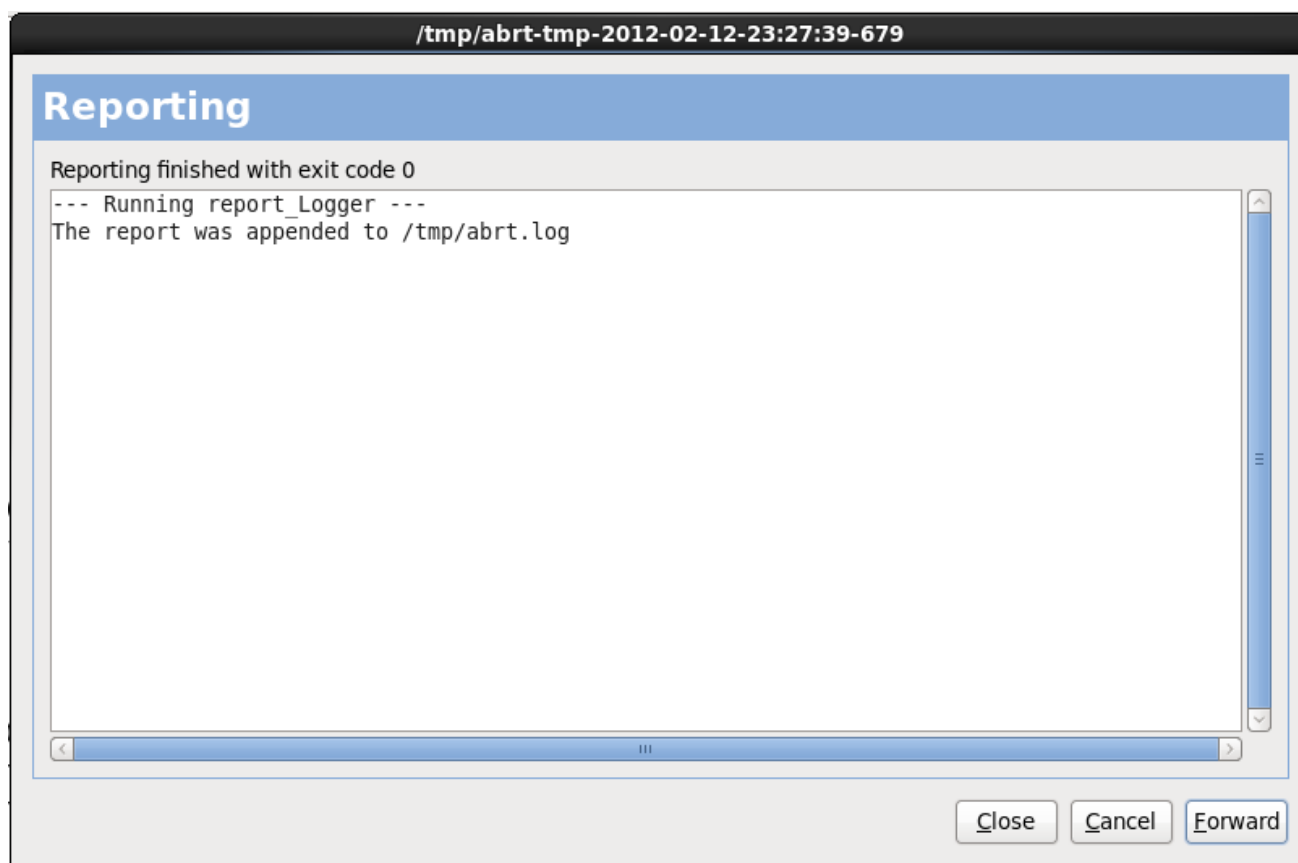 /tmp/abrt-tmp-2012-02-12-23:27:39-679
Reporting
Reporting finished with exit code 0
--- Running report_Logger ---
The report was appended to /tmp/abrt.log
Close Cancel Forward